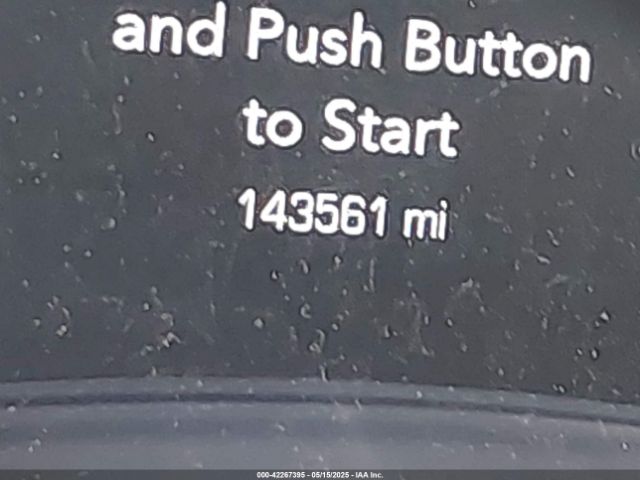 and Push Button
to Start
143561 mi
000-42267395 - 05/15/2025 - IAA Inc.